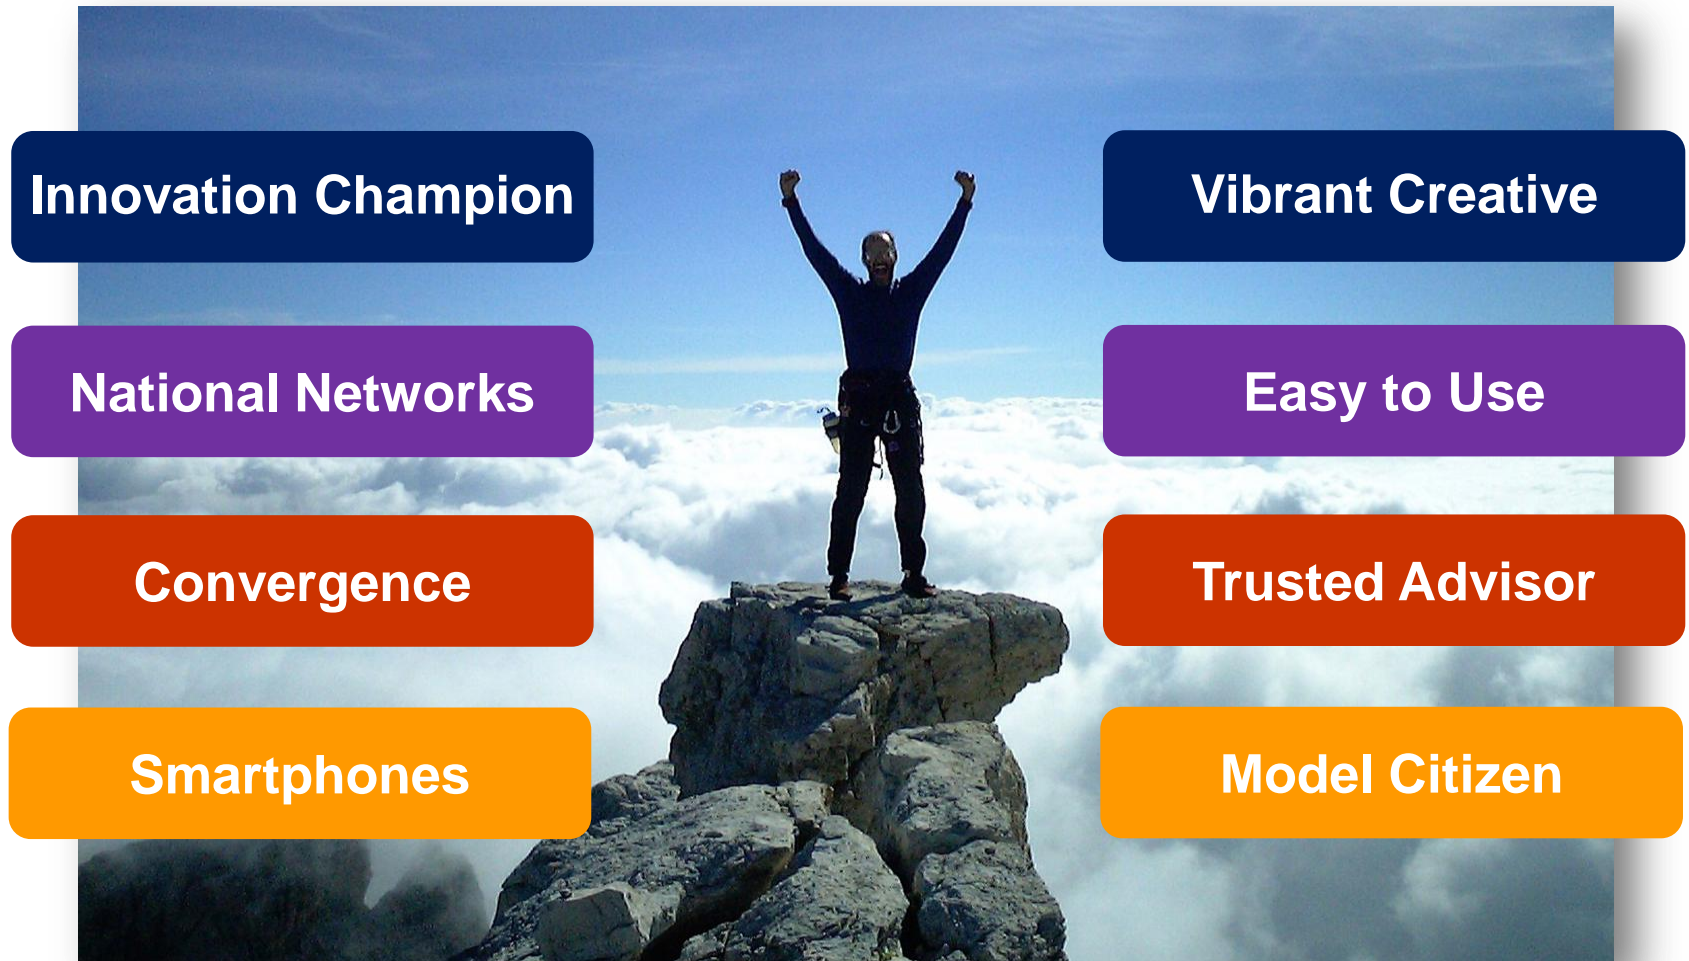 Innovation Champion
Vibrant Creative
National Networks
Easy to Use
Convergence
Trusted Advisor
Smartphones
Model Citizen